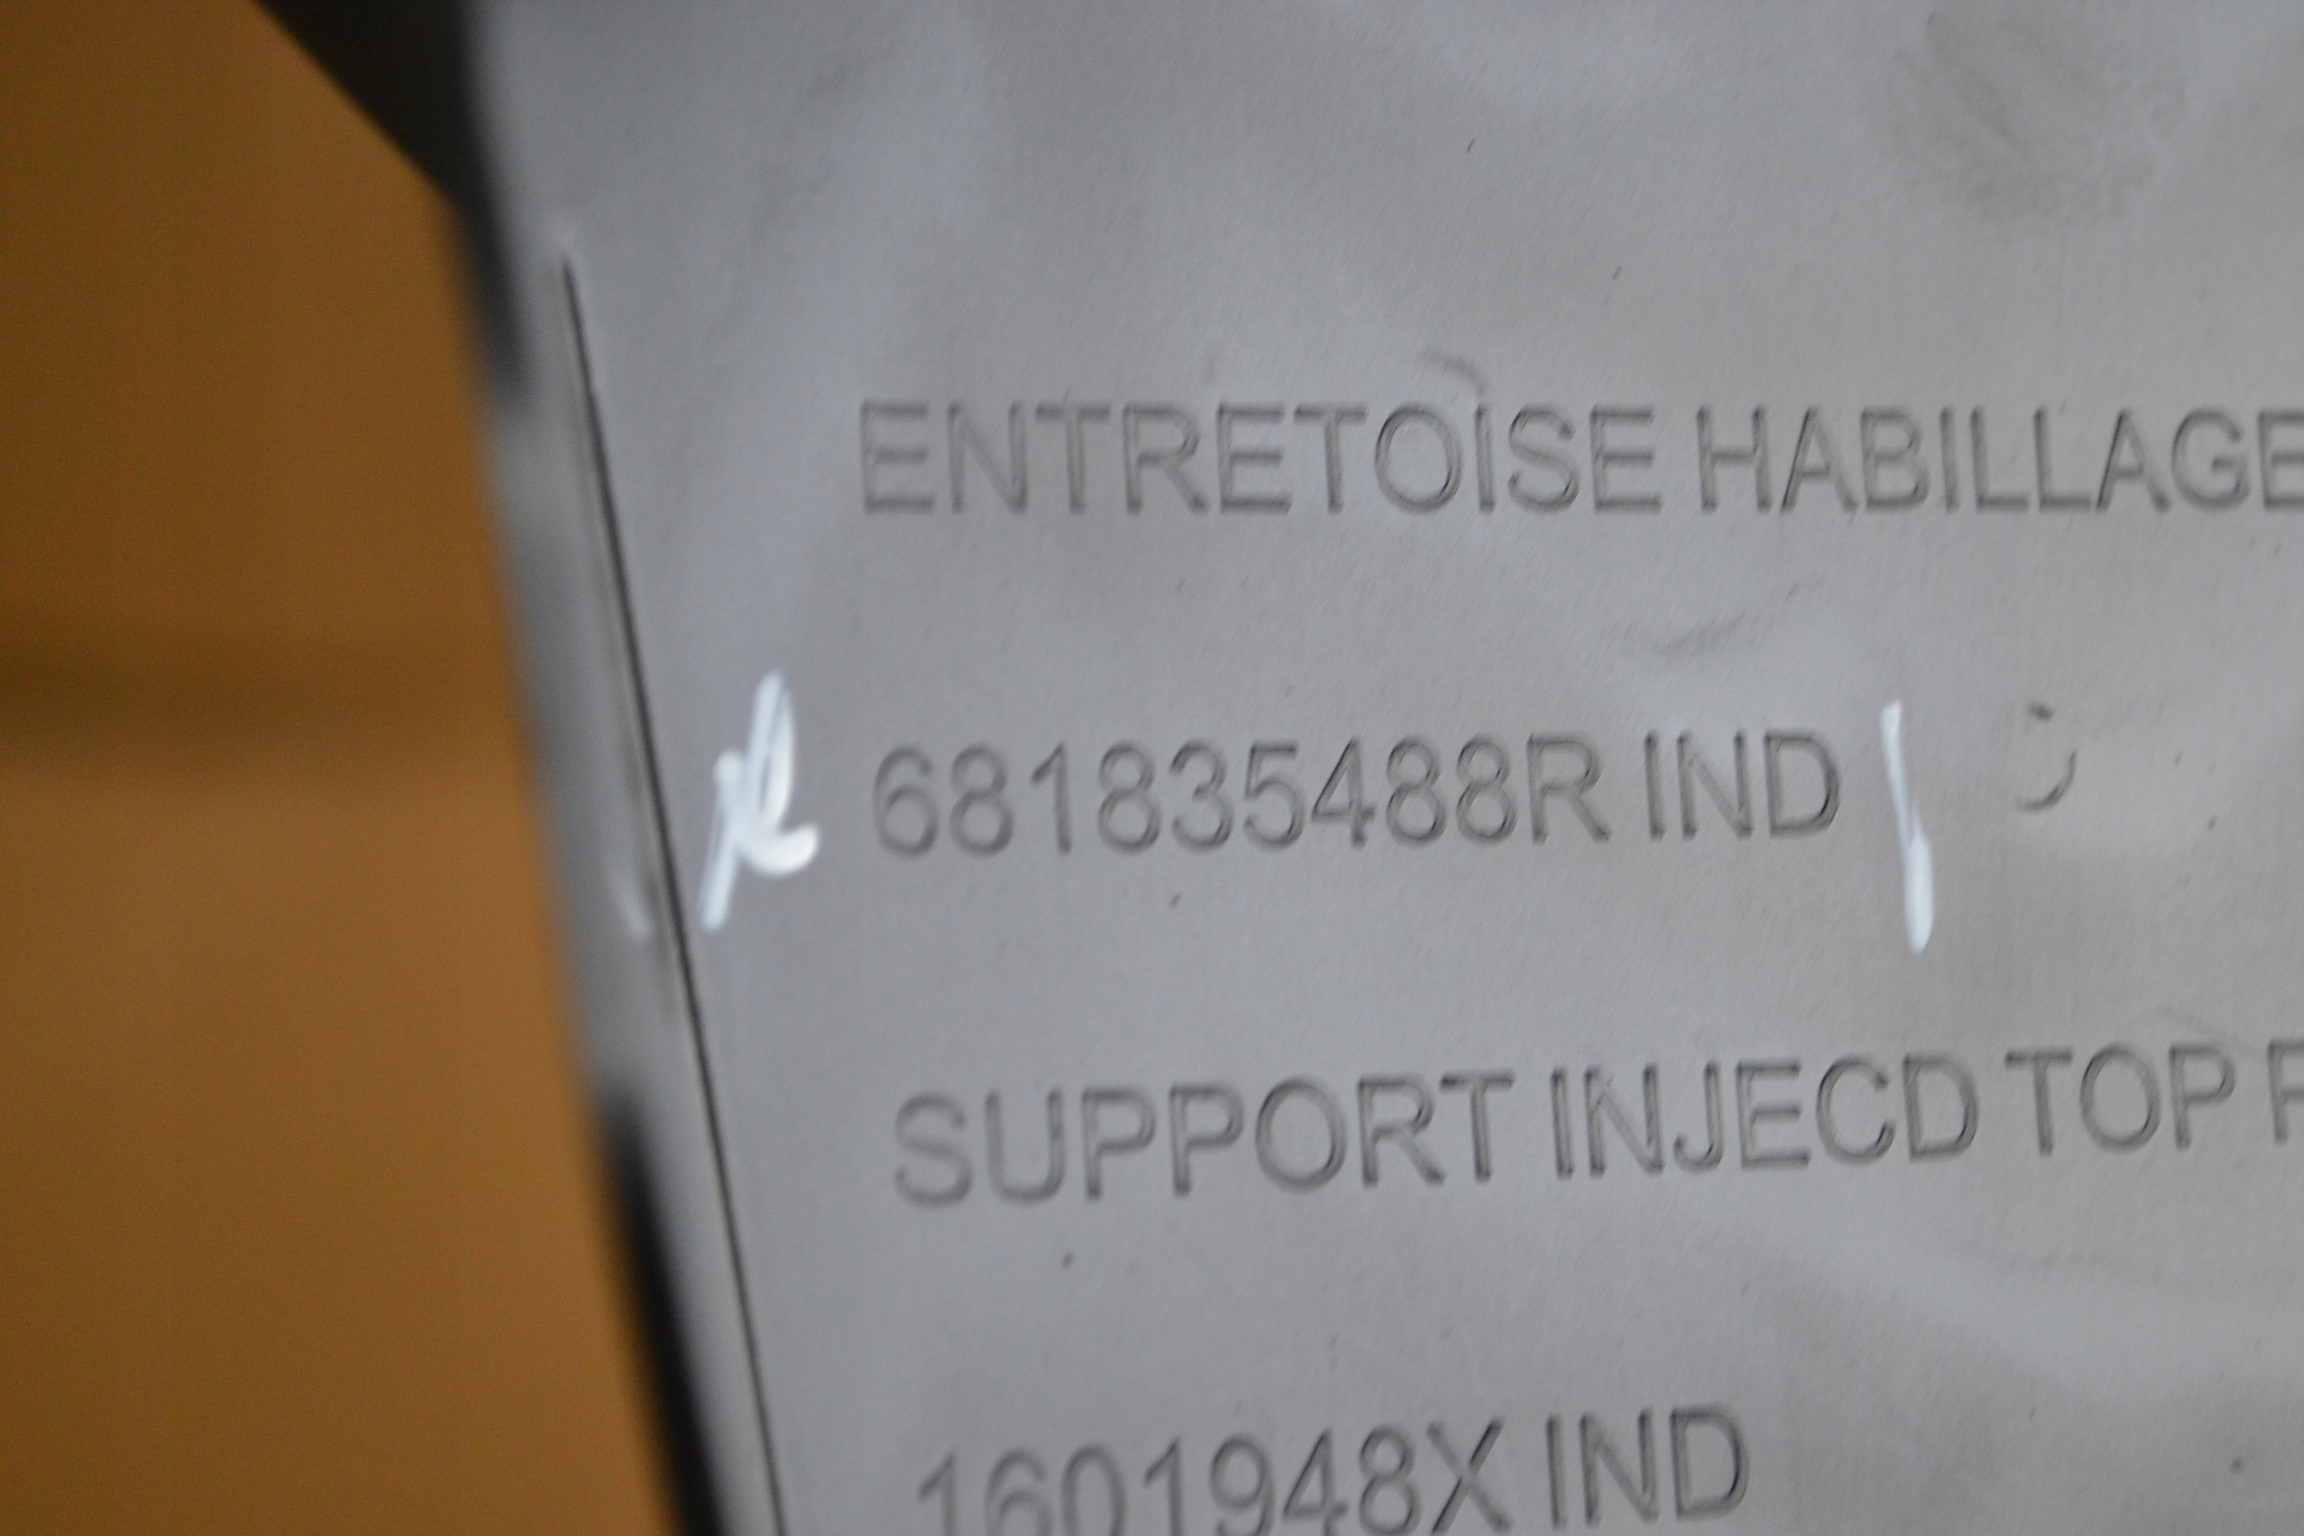 ENTRETOISE HABILLAGE
681835488R IND
SUPPORT INJECD TOP
1601948X IND